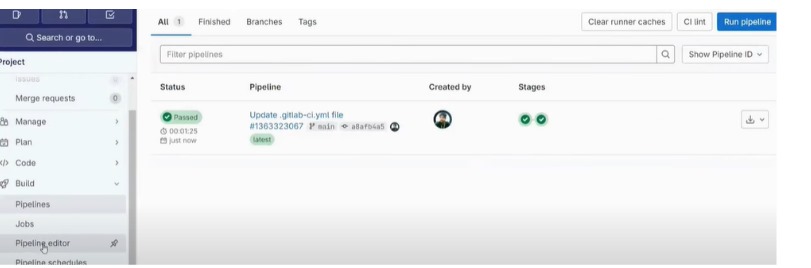 Search or go to...
Project
Issues 0
Merge requests 0
Manage
Plan
Code
Build
Pipelines
Jobs
Pipeline editor
Pipeline schedules
All 1 Finished Branches Tags
Clear runner caches CI lint Run pipeline
Filter pipelines
Show Pipeline ID
Status Pipeline Created by Stages
Passed
00:01:25
just now
Update .gitlab-ci.yml file
#1363323067 main a8afb4a5
latest